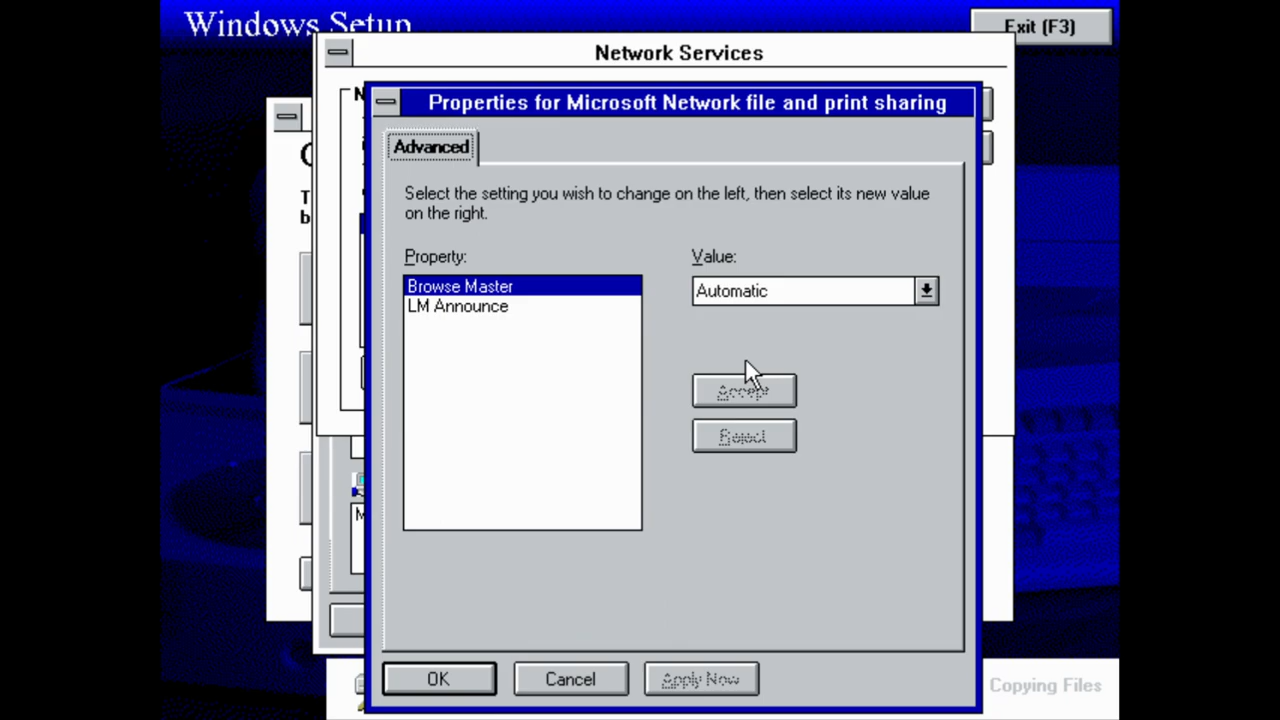 Windows Setup
Exit (F3)
Network Services
Properties for Microsoft Network file and print sharing
Advanced
Select the setting you wish to change on the left, then select its new value
on the right.
Property:
Value:
Browse Master
LM Announce
Automatic
Accept
Reject
OK
Cancel
Apply Now
Copying Files